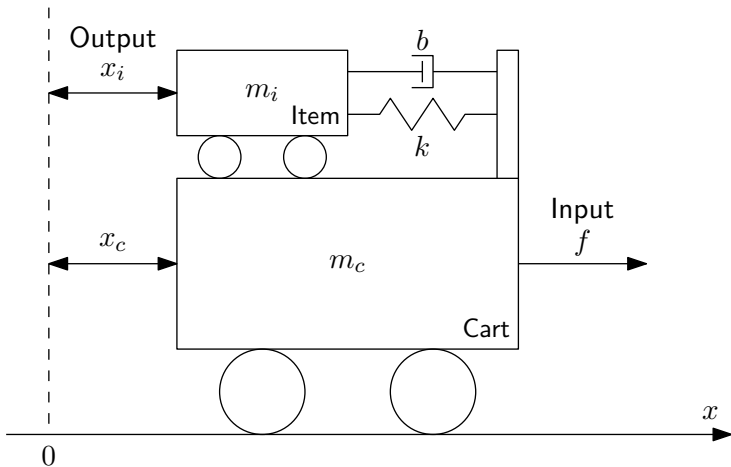 Output
x_i
m_i
Item
b
k
Input
f
x_c
m_c
Cart
x
0